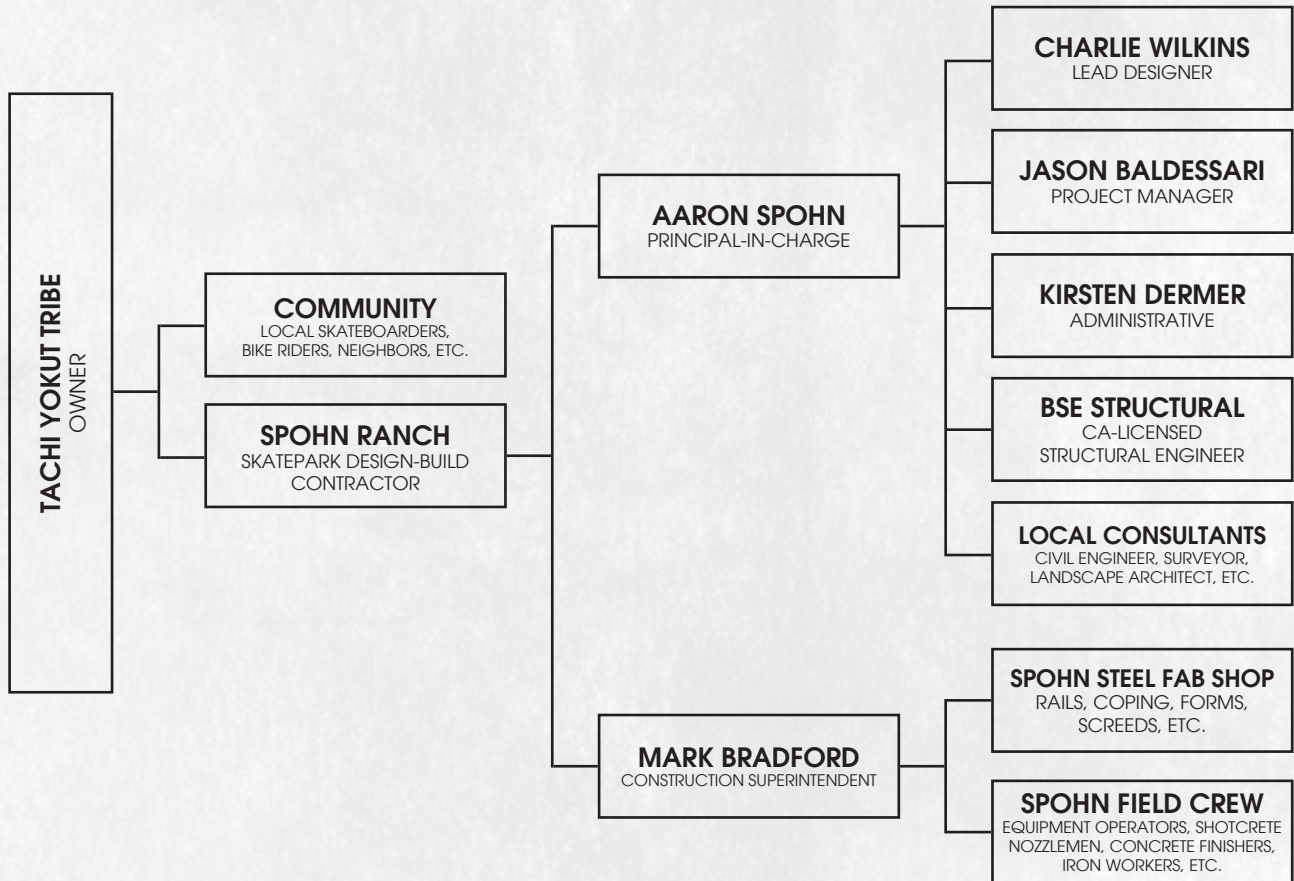 TACHI YOKUT TRIBE
OWNER
COMMUNITY
LOCAL SKATEBOARDERS,
BIKE RIDERS, NEIGHBORS, ETC.
SPOHN RANCH
SKATEPARK DESIGN-BUILD
CONTRACTOR
AARON SPOHN
PRINCIPAL-IN-CHARGE
CHARLIE WILKINS
LEAD DESIGNER
JASON BALDESSARI
PROJECT MANAGER
KIRSTEN DERMER
ADMINISTRATIVE
BSE STRUCTURAL
CA-LICENSED
STRUCTURAL ENGINEER
LOCAL CONSULTANTS
CIVIL ENGINEER, SURVEYOR,
LANDSCAPE ARCHITECT, ETC.
MARK BRADFORD
CONSTRUCTION SUPERINTENDENT
SPOHN STEEL FAB SHOP
RAILS, COPING, FORMS,
SCREEDS, ETC.
SPOHN FIELD CREW
EQUIPMENT OPERATORS, SHOTCRETE
NOZZLEMEN, CONCRETE FINISHERS,
IRON WORKERS, ETC.